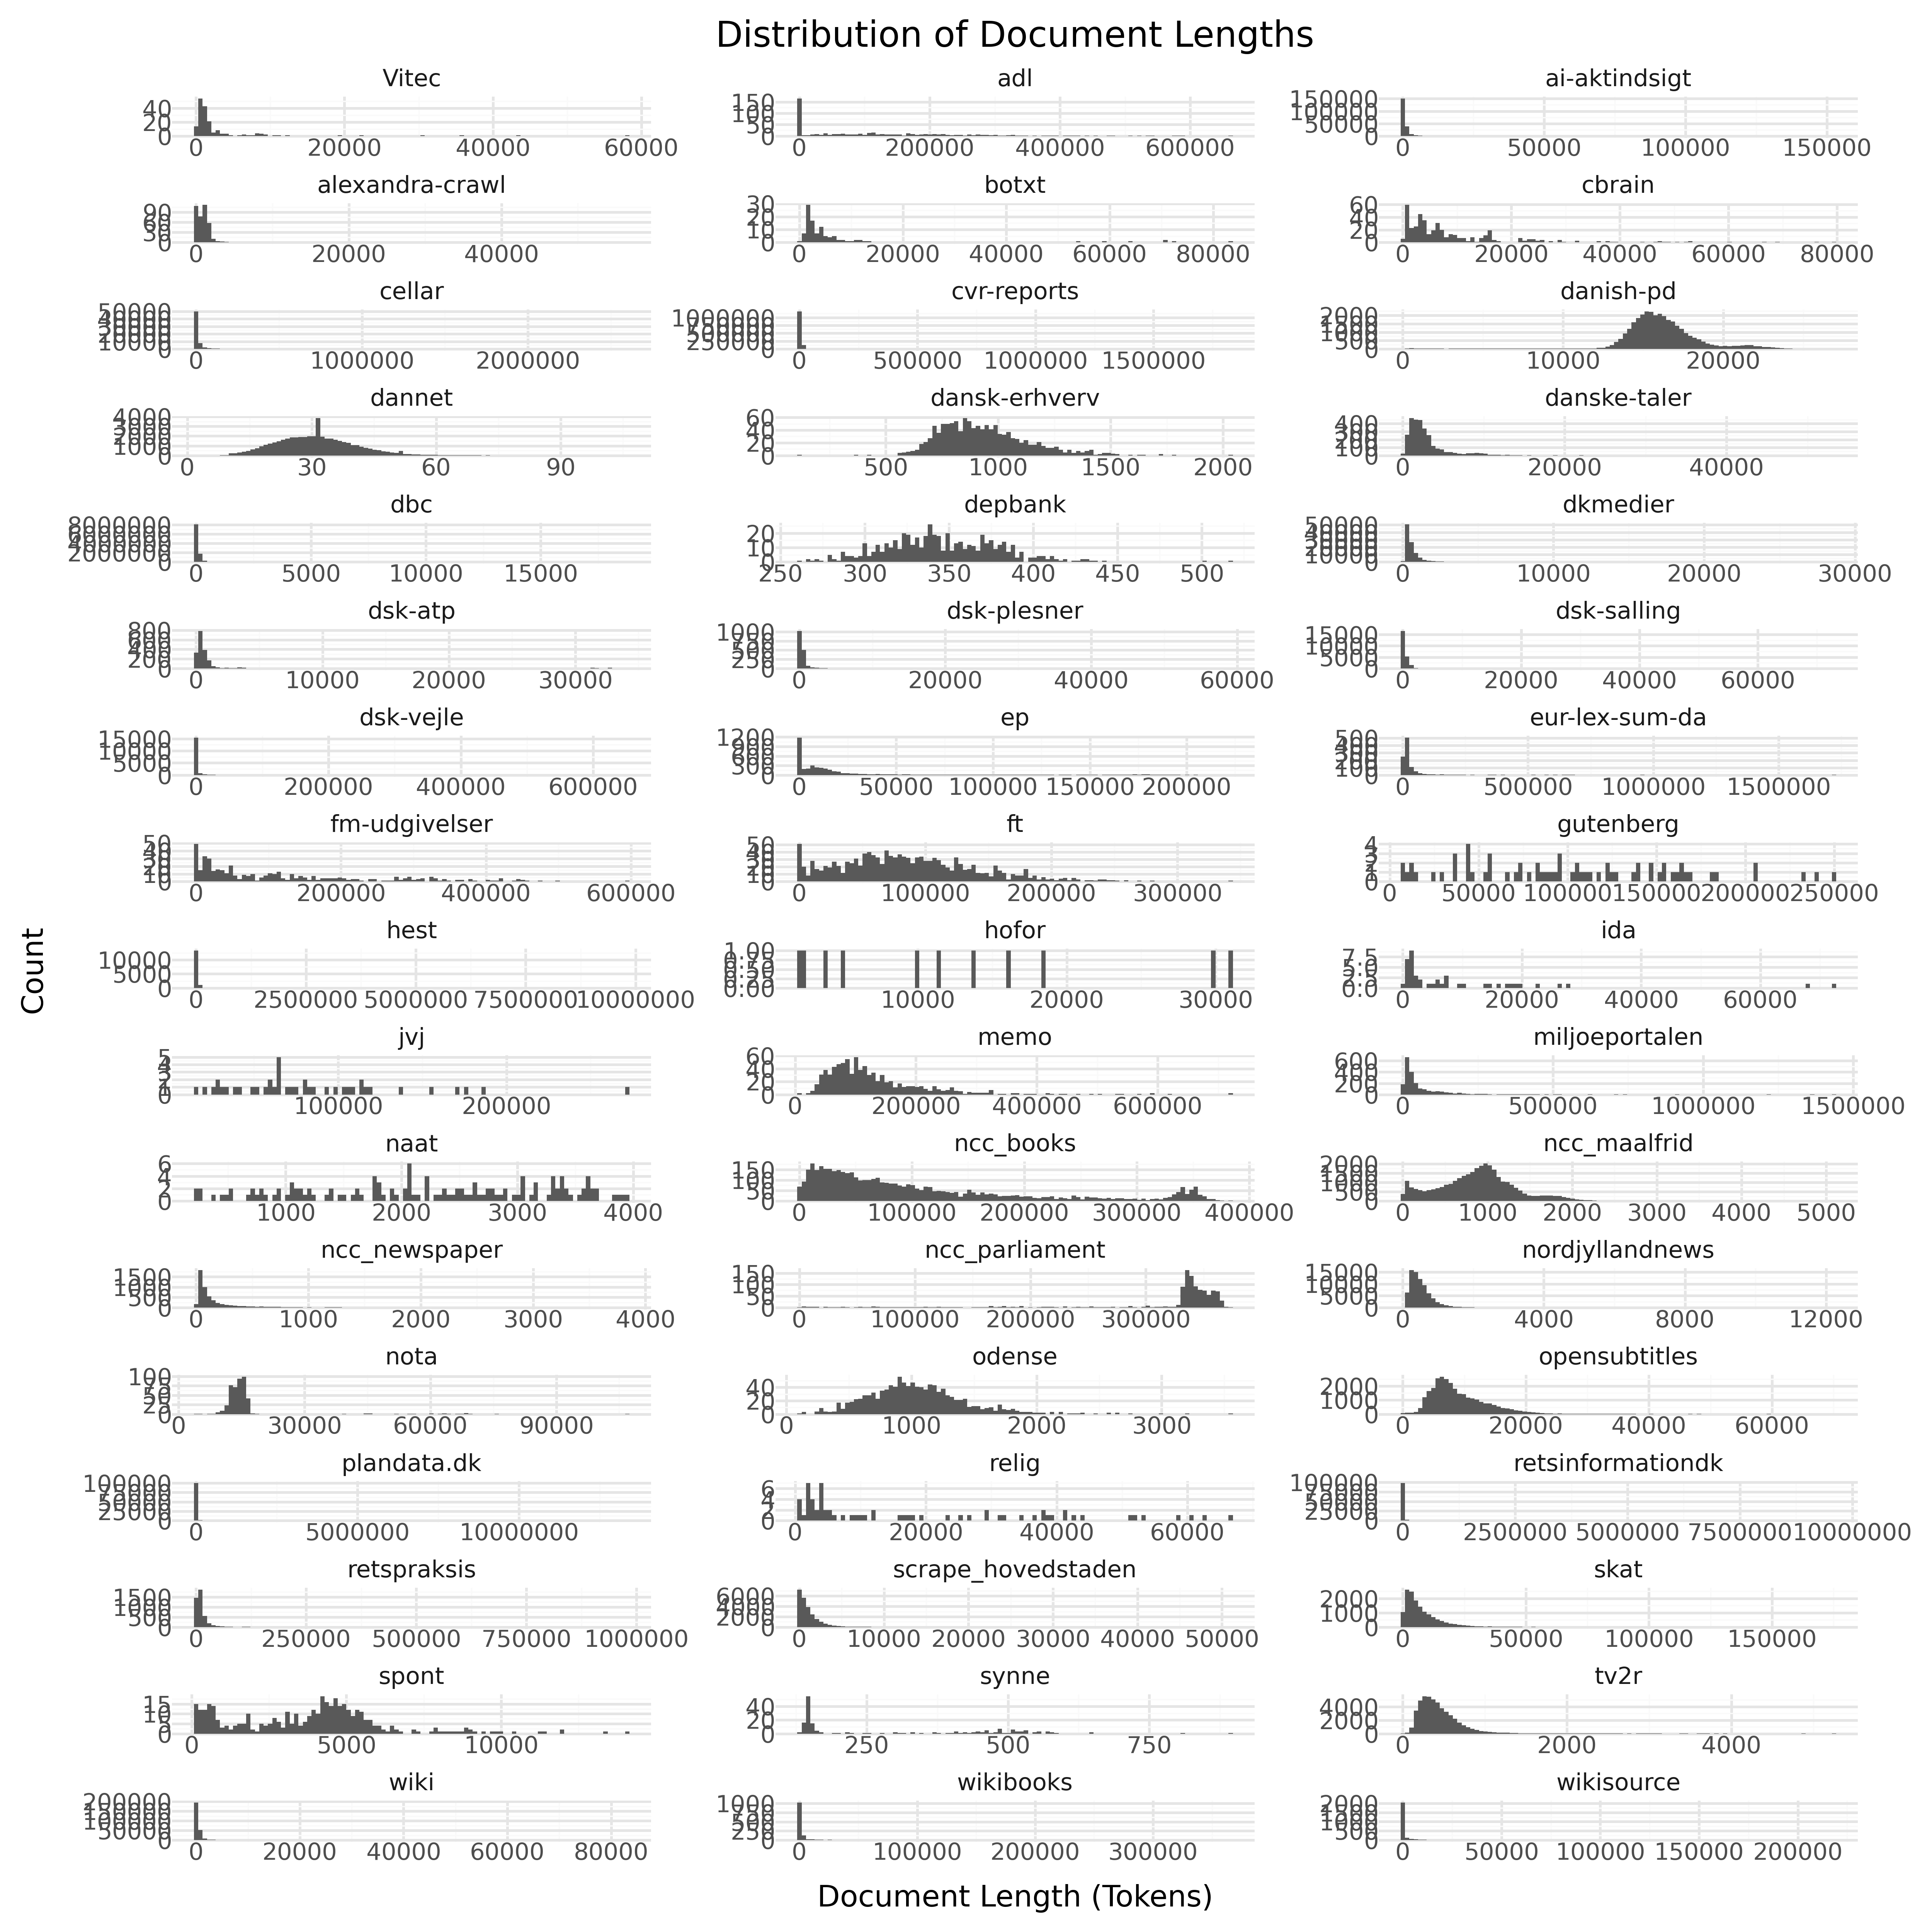 Distribution of Document Lengths
Vitec
40
20
0
0 20000 40000 60000
adl
150
100
50
0
0 200000 400000 600000
ai-aktindsigt
150000
100000
50000
0
0 50000 100000 150000
alexandra-crawl
90
60
30
0
0 20000 40000
botxt
30
20
10
0
0 20000 40000 60000 80000
cbrain
60
40
20
0
0 20000 40000 60000 80000
cellar
50000
10000
0
0 1000000 2000000
cvr-reports
1000000
250000
0
0 500000 1000000 1500000
danish-pd
2000
1500
1000
500
0
0 10000 20000
dannet
4000
3000
2000
1000
0
0 30 60 90
dansk-erhverv
60
40
20
0
500 1000 1500 2000
danske-taler
400
300
200
100
0
0 20000 40000
dbc
8000000
2000000
0
0 5000 10000 15000
depbank
20
10
0
250 300 350 400 450 500
dkmedier
50000
10000
0
0 10000 20000 30000
dsk-atp
800
600
400
200
0
0 10000 20000 30000
dsk-plesner
1000
750
500
250
0
0 20000 40000 60000
dsk-salling
15000
10000
5000
0
0 20000 40000 60000
dsk-vejle
15000
10000
5000
0
0 200000 400000 600000
ep
1200
900
600
300
0
0 50000 100000 150000 200000
eur-lex-sum-da
500
400
300
200
100
0
0 500000 1000000 1500000
fm-udgivelser
50
40
30
20
10
0
0 200000 400000 600000
ft
50
40
30
20
10
0
0 100000 200000 300000
gutenberg
4
3
2
1
0
0 50000 100000 150000 200000 250000
hest
10000
5000
0
0 2500000 5000000 7500000 10000000
hofor
1.00
0.75
0.50
0.25
0.00
10000 20000 30000
ida
7.5
5.0
2.5
0.0
0 20000 40000 60000
jvj
5
4
3
2
1
0
100000 200000
memo
60
40
20
0
0 200000 400000 600000
miljoeportalen
600
400
200
0
0 500000 1000000 1500000
naat
6
4
2
0
1000 2000 3000 4000
ncc_books
150
100
50
0
0 100000 200000 300000 400000
ncc_maalfrid
2000
1500
1000
500
0
0 1000 2000 3000 4000 5000
ncc_newspaper
1500
1000
500
0
0 1000 2000 3000 4000
ncc_parliament
150
100
50
0
0 100000 200000 300000
nordjyllandnews
15000
10000
5000
0
0 4000 8000 12000
nota
100
75
50
25
0
0 30000 60000 90000
odense
40
20
0
0 1000 2000 3000
opensubtitles
2000
1000
0
0 20000 40000 60000
plandata.dk
100000
75000
50000
25000
0
0 5000000 10000000
relig
6
4
2
0
0 20000 40000 60000
retsinformationdk
100000
75000
50000
25000
0
0 2500000 5000000 7500000 10000000
retspraksis
1500
1000
500
0
0 250000 500000 750000 1000000
scrape_hovedstaden
6000
4000
2000
0
0 10000 20000 30000 40000 50000
skat
2000
1000
0
0 50000 100000 150000
spont
15
10
5
0
0 5000 10000
synne
40
20
0
250 500 750
tv2r
4000
2000
0
0 2000 4000
wiki
200000
150000
100000
50000
0
0 20000 40000 60000 80000
wikibooks
1000
750
500
250
0
0 100000 200000 300000
wikisource
2000
1500
1000
500
0
0 50000 100000 150000 200000
Count
Document Length (Tokens)